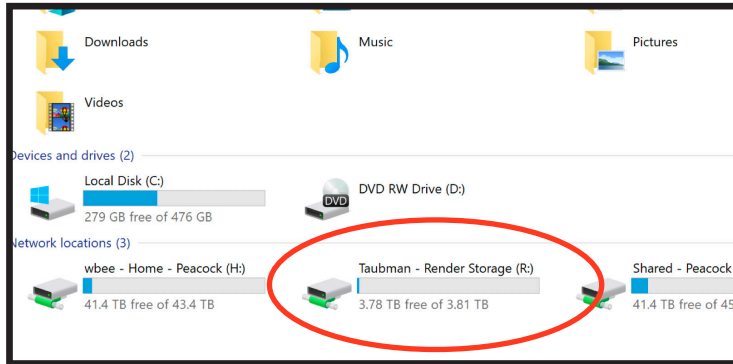 Downloads
Music
Pictures
Videos
Devices and drives (2)
Local Disk (C:)
279 GB free of 476 GB
DVD
DVD RW Drive (D:)
Network locations (3)
wbee - Home - Peacock (H:)
41.4 TB free of 43.4 TB
Taubman - Render Storage (R:)
3.78 TB free of 3.81 TB
Shared - Peacock
41.4 TB free of 45